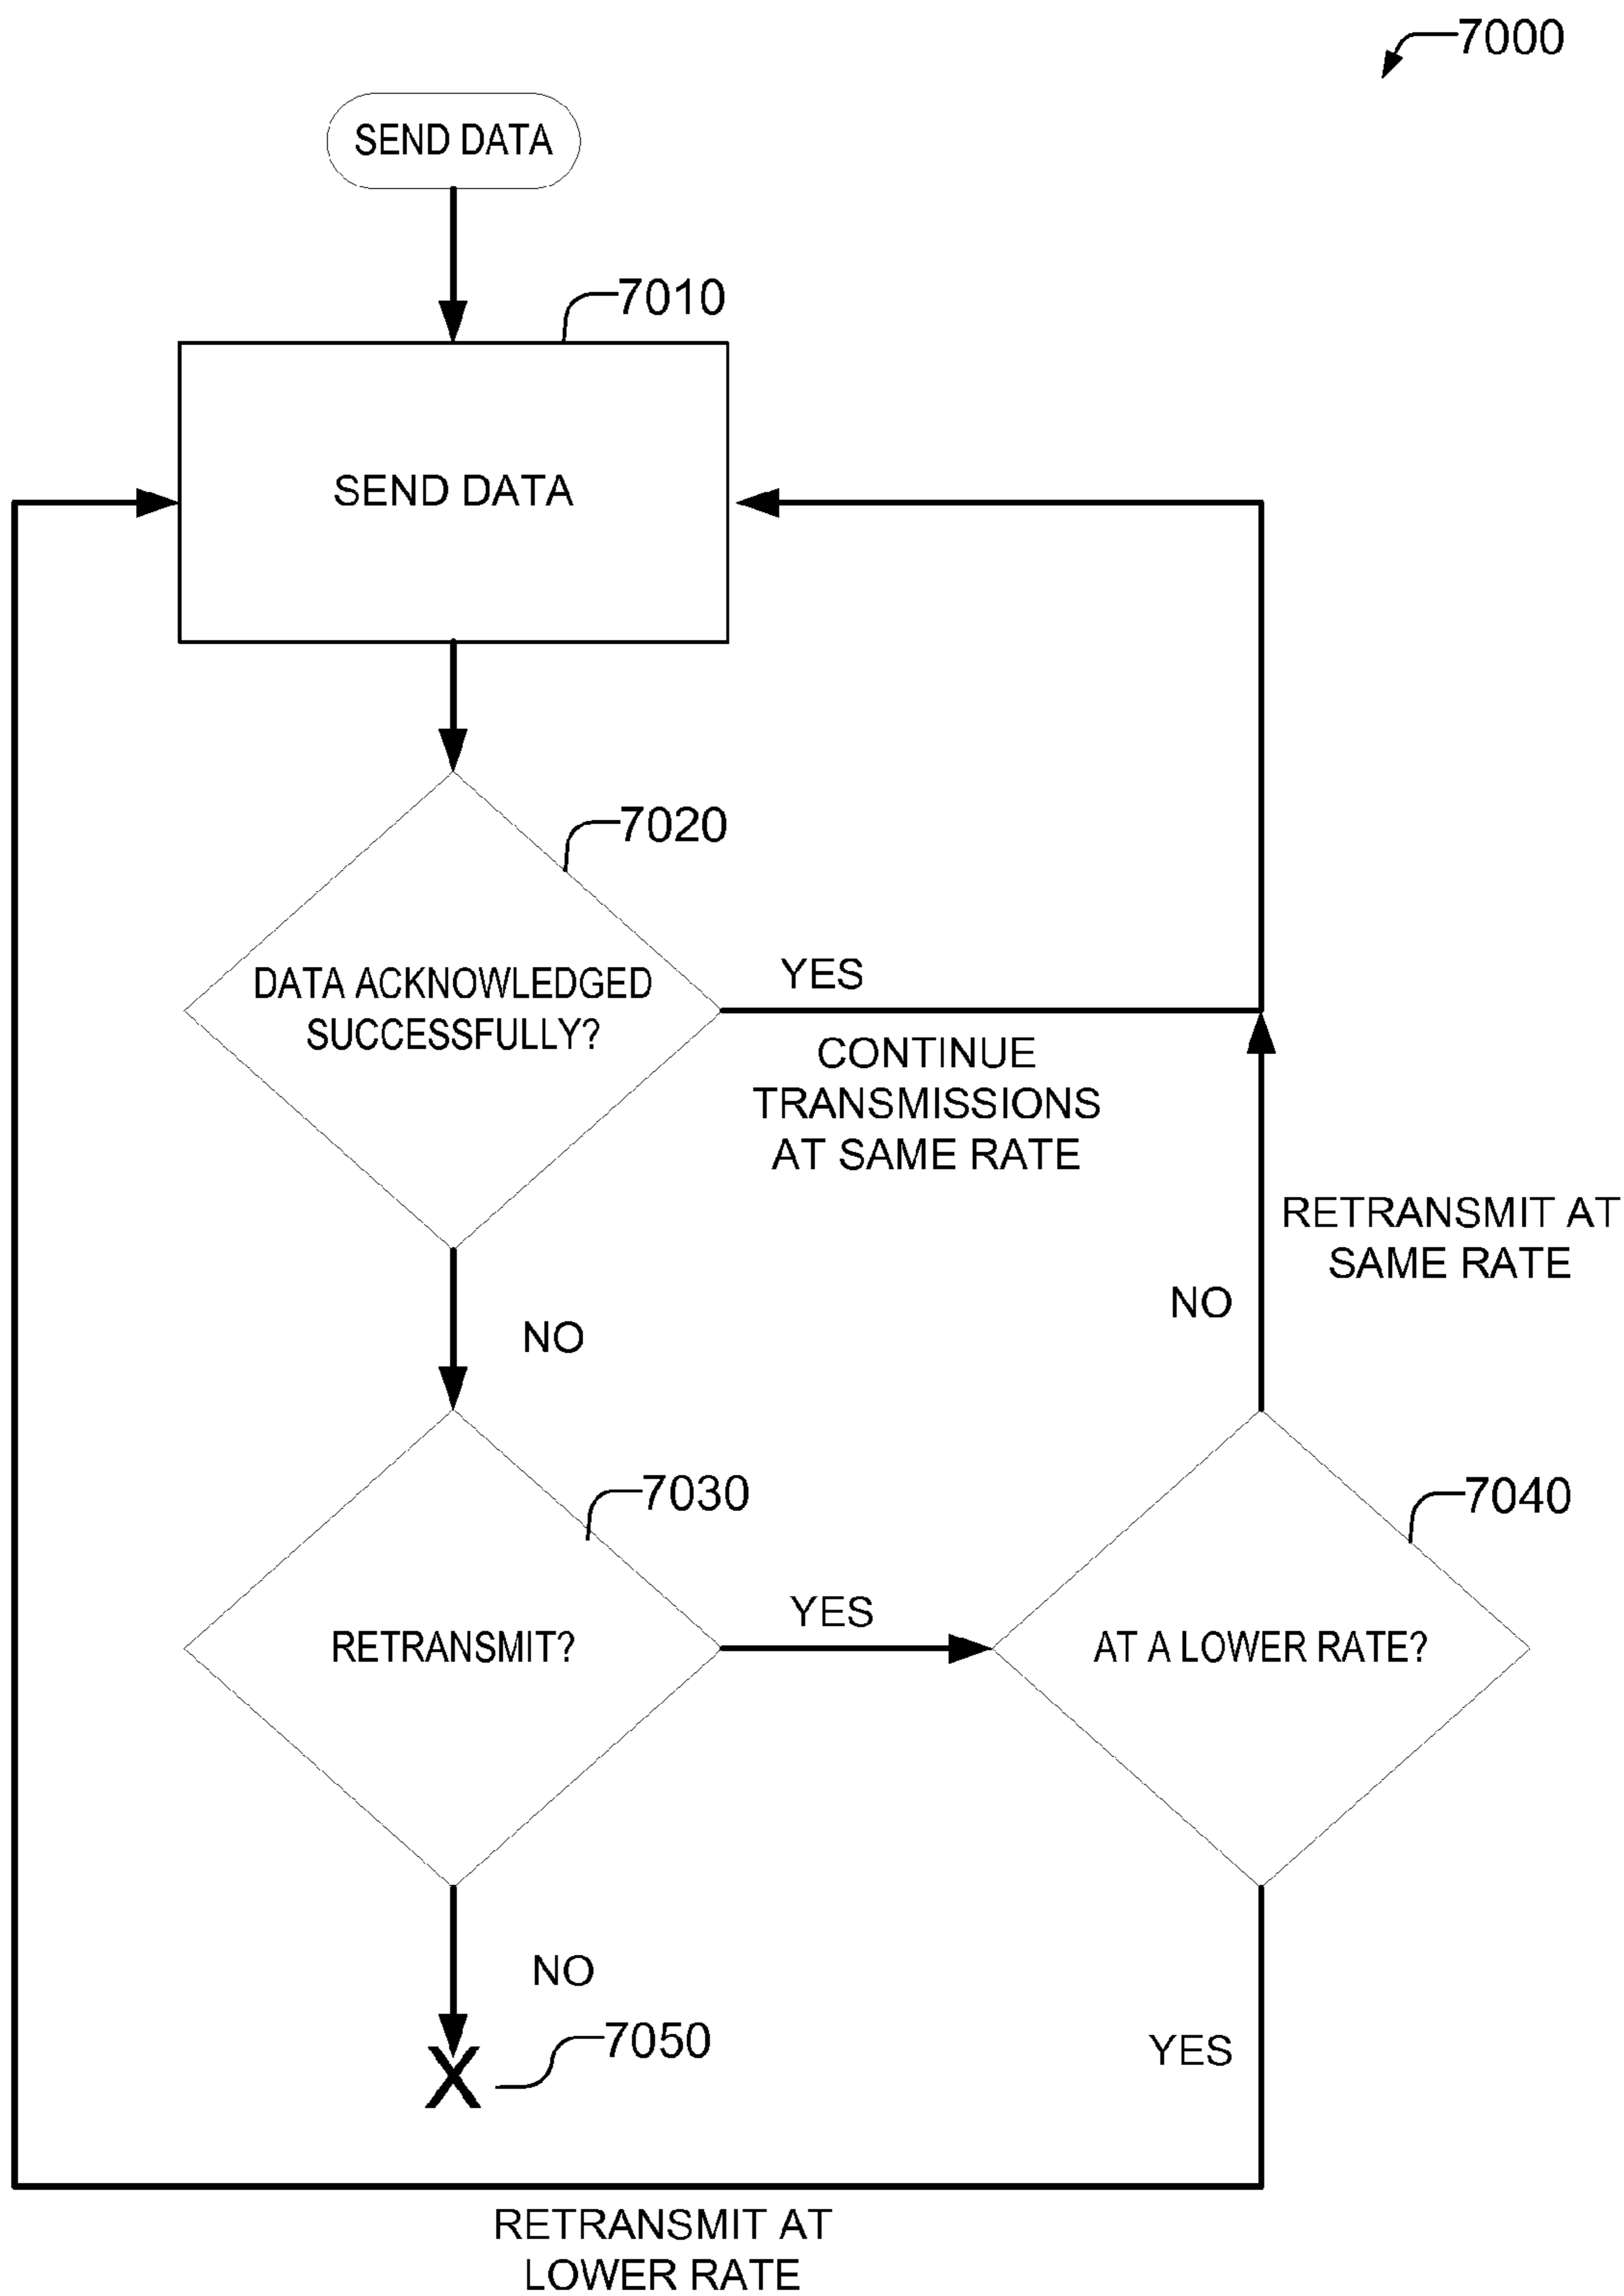 7000
SEND DATA
7010
SEND DATA
7020
DATA ACKNOWLEDGED
SUCCESSFULLY?
YES
CONTINUE
TRANSMISSIONS
AT SAME RATE
RETRANSMIT AT
SAME RATE
NO
NO
7030
7040
YES
RETRANSMIT?
AT A LOWER RATE?
NO
X
7050
YES
RETRANSMIT AT
LOWER RATE